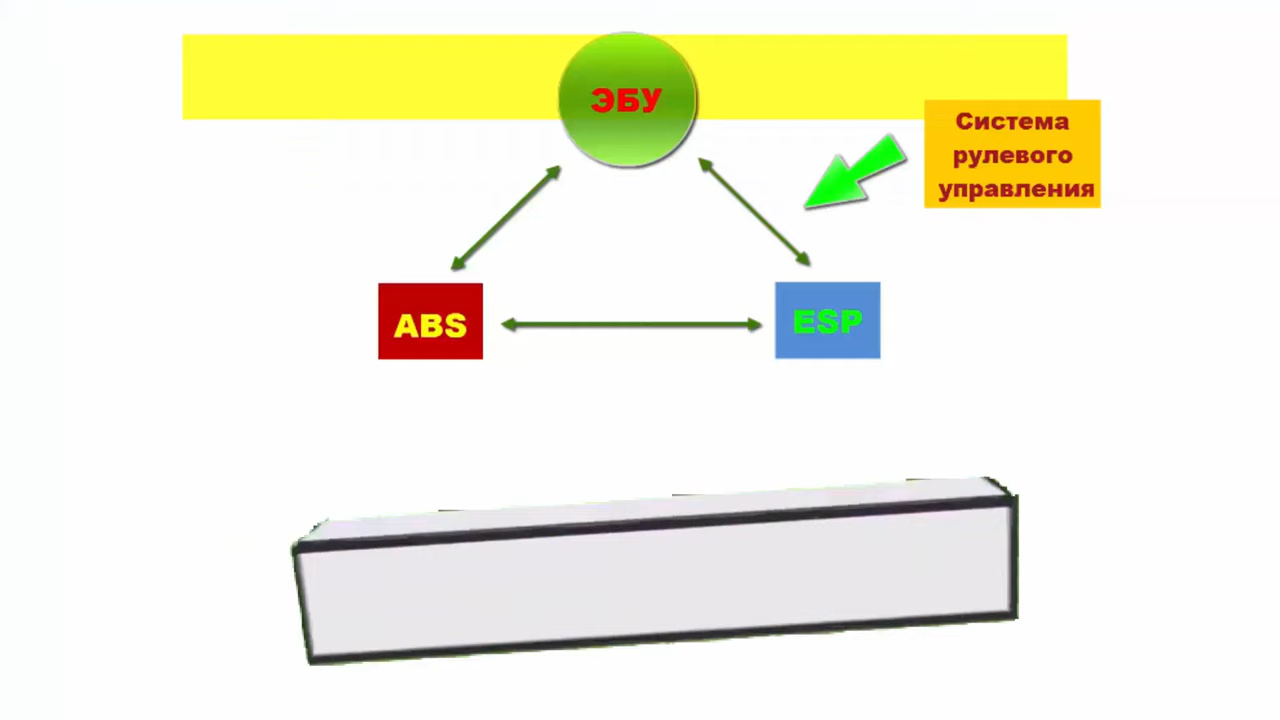 ЭБУ
Система
рулевого
управления
ABS
ESP